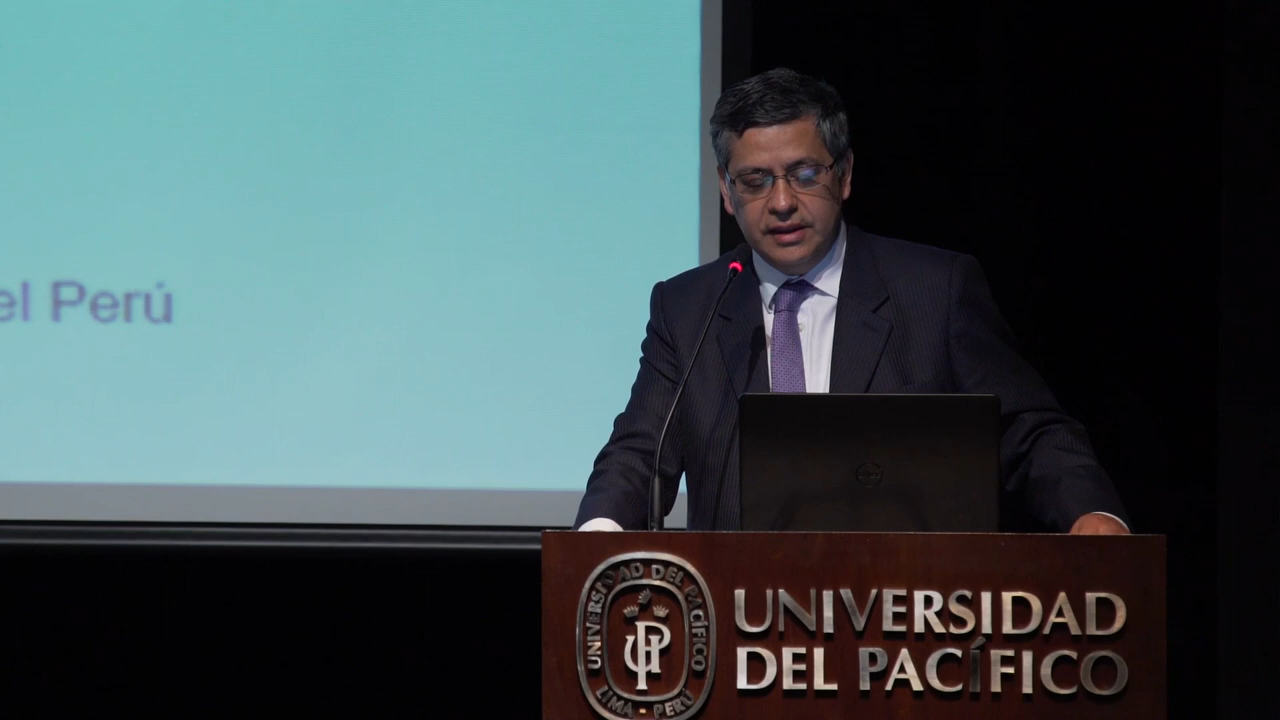 el Perú
UNIVERSIDAD DEL PACÍFICO
LIMA - PERÚ
UP
UNIVERSIDAD
DEL PACÍFICO